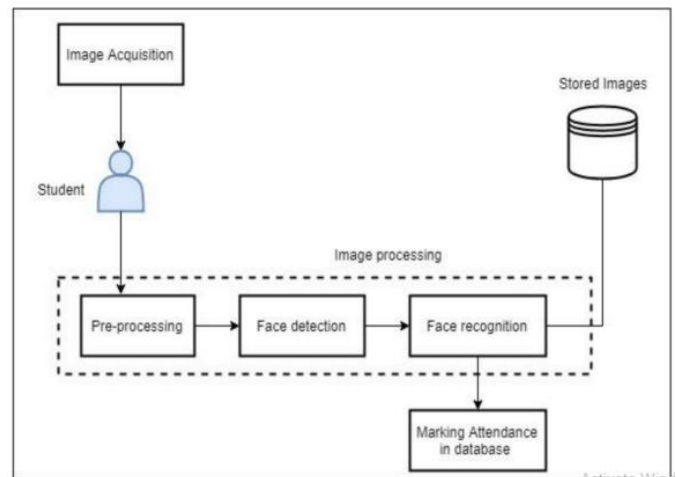 Image Acquisition
Stored Images
Student
Image processing
Pre-processing
Face detection
Face recognition
Marking Attendance
in database